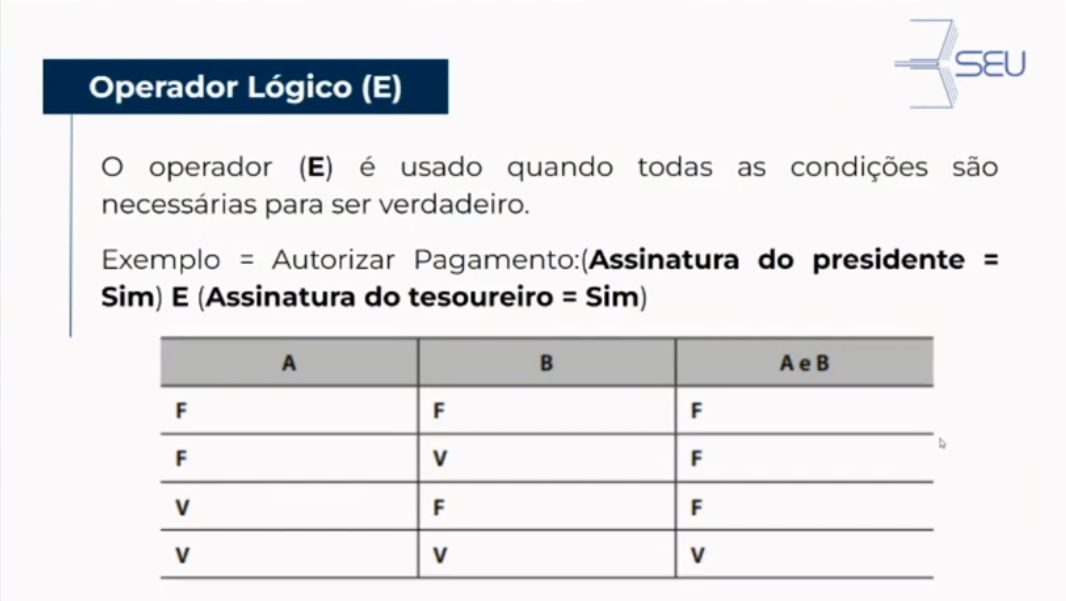 SEU
Operador Lógico (E)
O operador (E) é usado quando todas as condições são
necessárias para ser verdadeiro.
Exemplo = Autorizar Pagamento:(Assinatura do presidente =
Sim) E (Assinatura do tesoureiro = Sim)
A B A e B
F F F
F V F
V F F
V V V